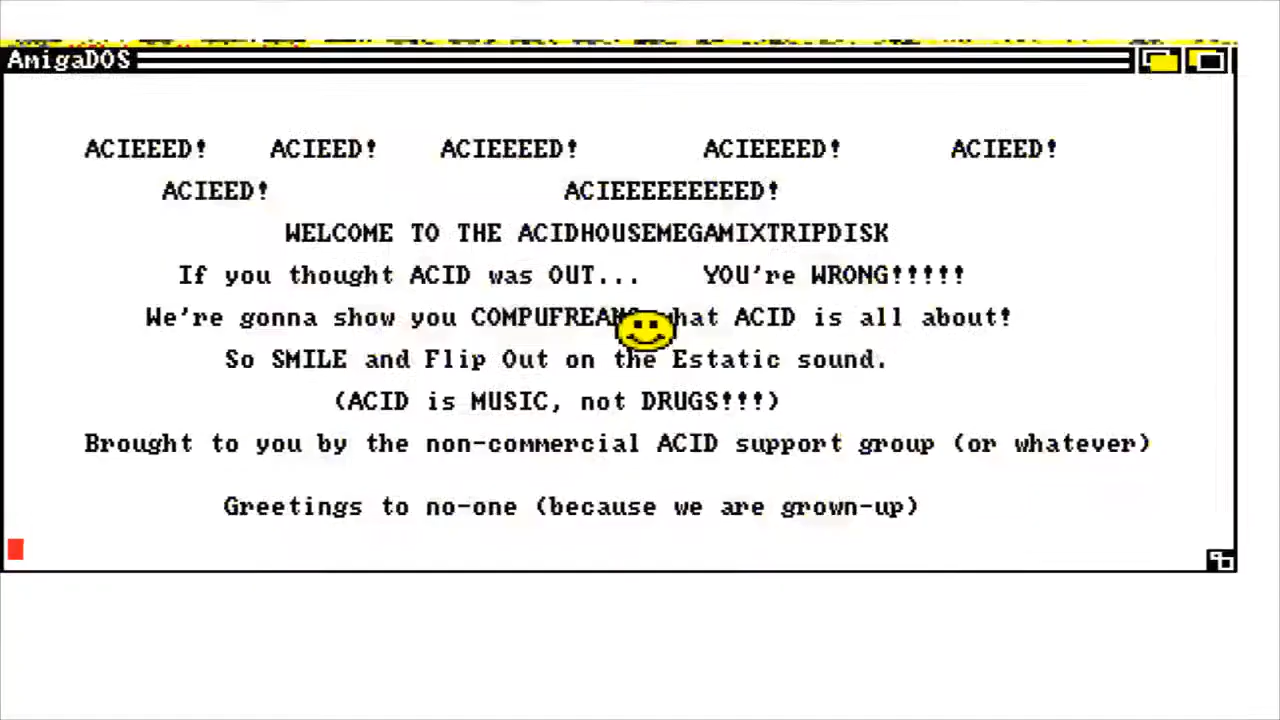 AmigaDOS
ACIEEED! ACIEED! ACIEEEED! ACIEEEED! ACIEED!
ACIEED! ACIEEEEEEEEED!
WELCOME TO THE ACIDHOUSEMEGAMIXTRIPDISK
If you thought ACID was OUT... YOU're WRONG!!!!!
We're gonna show you ACID is all about!
So SMILE and Flip Out on the Estatic sound.
(ACID is MUSIC, not DRUGS!!!)
Brought to you by the non-commercial ACID support group (or whatever)
Greetings to no-one (because we are grown-up)